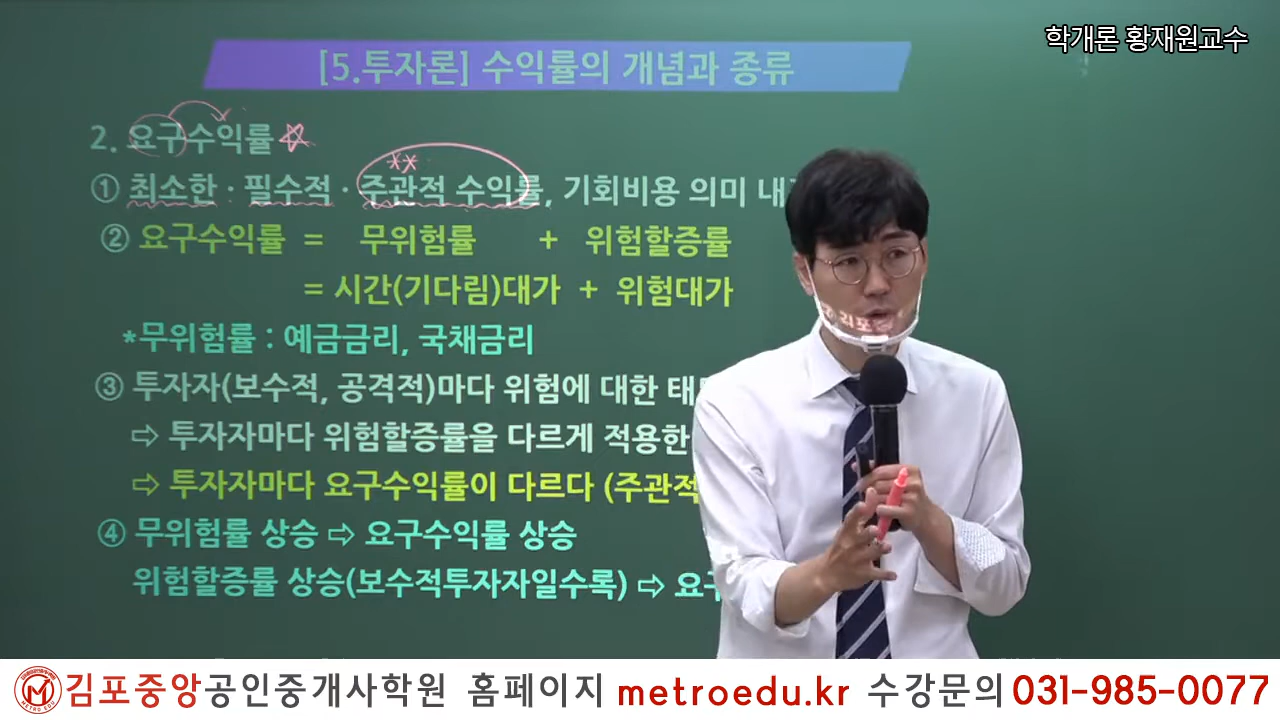 학개론 황재원교수
[5.투자론] 수익률의 개념과 종류
2. 요구수익률
① 최소한 · 필수적 · 주관적 수익률, 기회비용 의미
② 요구수익률 = 무위험률 + 위험할증률
= 시간(기다림)대가 + 위험대가
*무위험률 : 예금금리, 국채금리
③ 투자자(보수적, 공격적)마다 위험에 대한
⇨ 투자자마다 위험할증률을 다르게 적용한
⇨ 투자자마다 요구수익률이 다르다 (주관적
④ 무위험률 상승 ⇨ 요구수익률 상승
위험할증률 상승(보수적투자자일수록) ⇨
김포중앙공인중개사학원 홈페이지 metroedu.kr 수강문의 031-985-0077